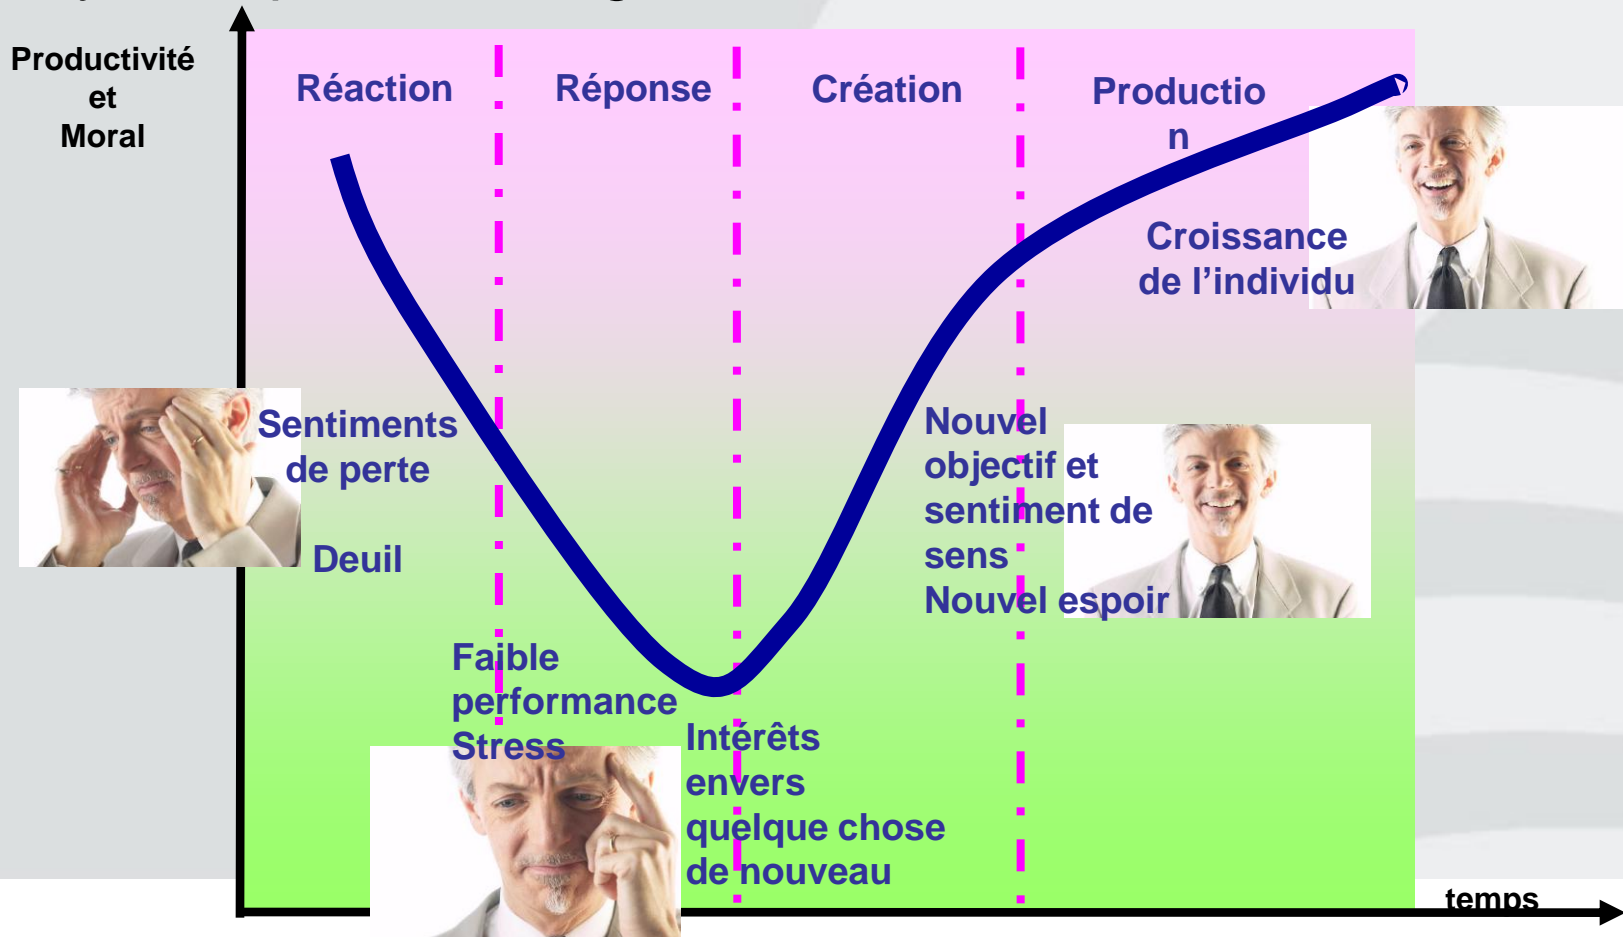 Productivité
et
Moral
Réaction
Réponse
Création
Productio
n
Croissance
de l’individu
Sentiments
de perte
Deuil
Nouvel
objectif et
sentiment de
sens
Nouvel espoir
Faible
performance
Stress
Intérêts
envers
quelque chose
de nouveau
temps